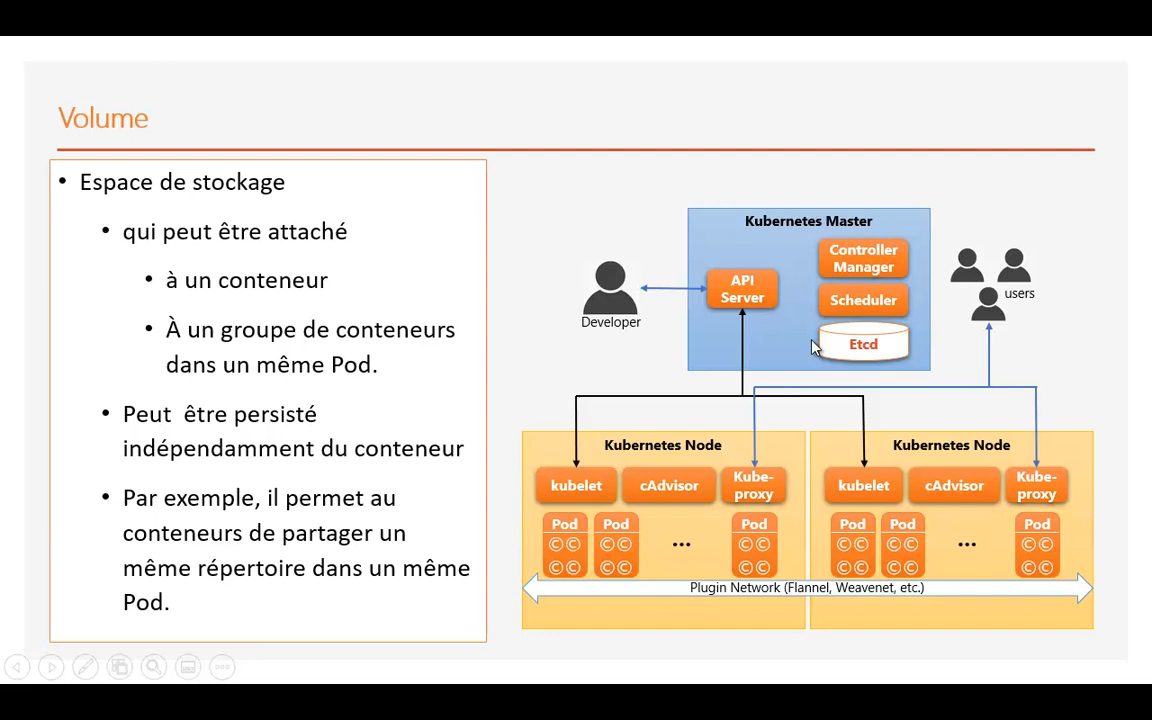 Volume
• Espace de stockage
• qui peut être attaché
• à un conteneur
• À un groupe de conteneurs
dans un même Pod.
• Peut être persisté
indépendamment du conteneur
• Par exemple, il permet au
conteneurs de partager un
même répertoire dans un même
Pod.
Kubernetes Master
Controller
Manager
API
Server
Scheduler
Etcd
Developer
users
Kubernetes Node
kubelet
cAdvisor
Kube-
proxy
Pod
©©
©©
Pod
©©
©©
...
Pod
©©
©©
Kubernetes Node
kubelet
cAdvisor
Kube-
proxy
Pod
©©
©©
Pod
©©
©©
...
Pod
©©
©©
Plugin Network (Flannel, Weavenet, etc.)